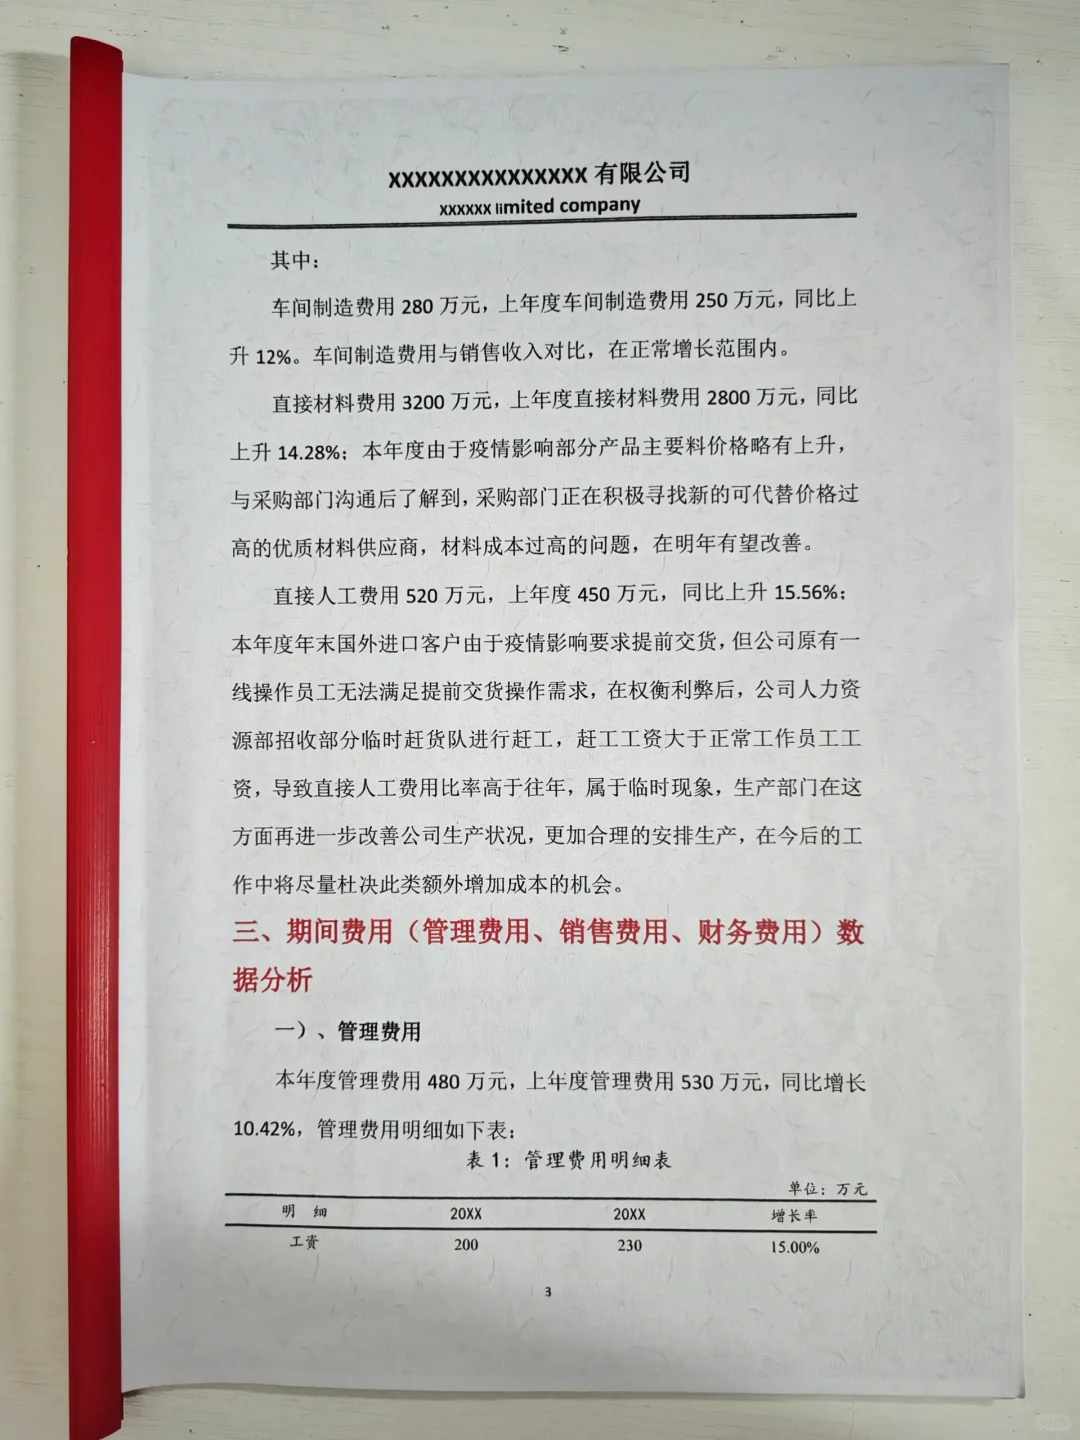 XXXXXXXXXXXXXXX 有限公司
XXXXXX limited company
其中：
车间制造费用 280 万元，上年度车间制造费用 250 万元，同比上
升 12%。车间制造费用与销售收入对比，在正常增长范围内。
直接材料费用 3200 万元，上年度直接材料费用 2800 万元，同比
上升 14.28%；本年度由于疫情影响部分产品主要料价格略有上升，
与采购部门沟通后了解到，采购部门正在积极寻找新的可代替价格过
高的优质材料供应商，材料成本过高的问题，在明年有望改善。
直接人工费用 520 万元，上年度 450 万元，同比上升 15.56%；
本年度年末国外进口客户由于疫情影响要求提前交货，但公司原有一
线操作员工无法满足提前交货操作需求，在权衡利弊后，公司人力资
源部招收部分临时赶货队进行赶工，赶工工资大于正常工作员工工
资，导致直接人工费用比率高于往年，属于临时现象，生产部门在这
方面再进一步改善公司生产状况，更加合理的安排生产，在今后的工
作中将尽量杜决此类额外增加成本的机会。
三、期间费用（管理费用、销售费用、财务费用）数
据分析
一）、管理费用
本年度管理费用 480 万元，上年度管理费用 530 万元，同比增长
10.42%，管理费用明细如下表：
表 1：管理费用明细表
单位：万元
明 细 20XX 20XX 增长率
工资 200 230 15.00%
3